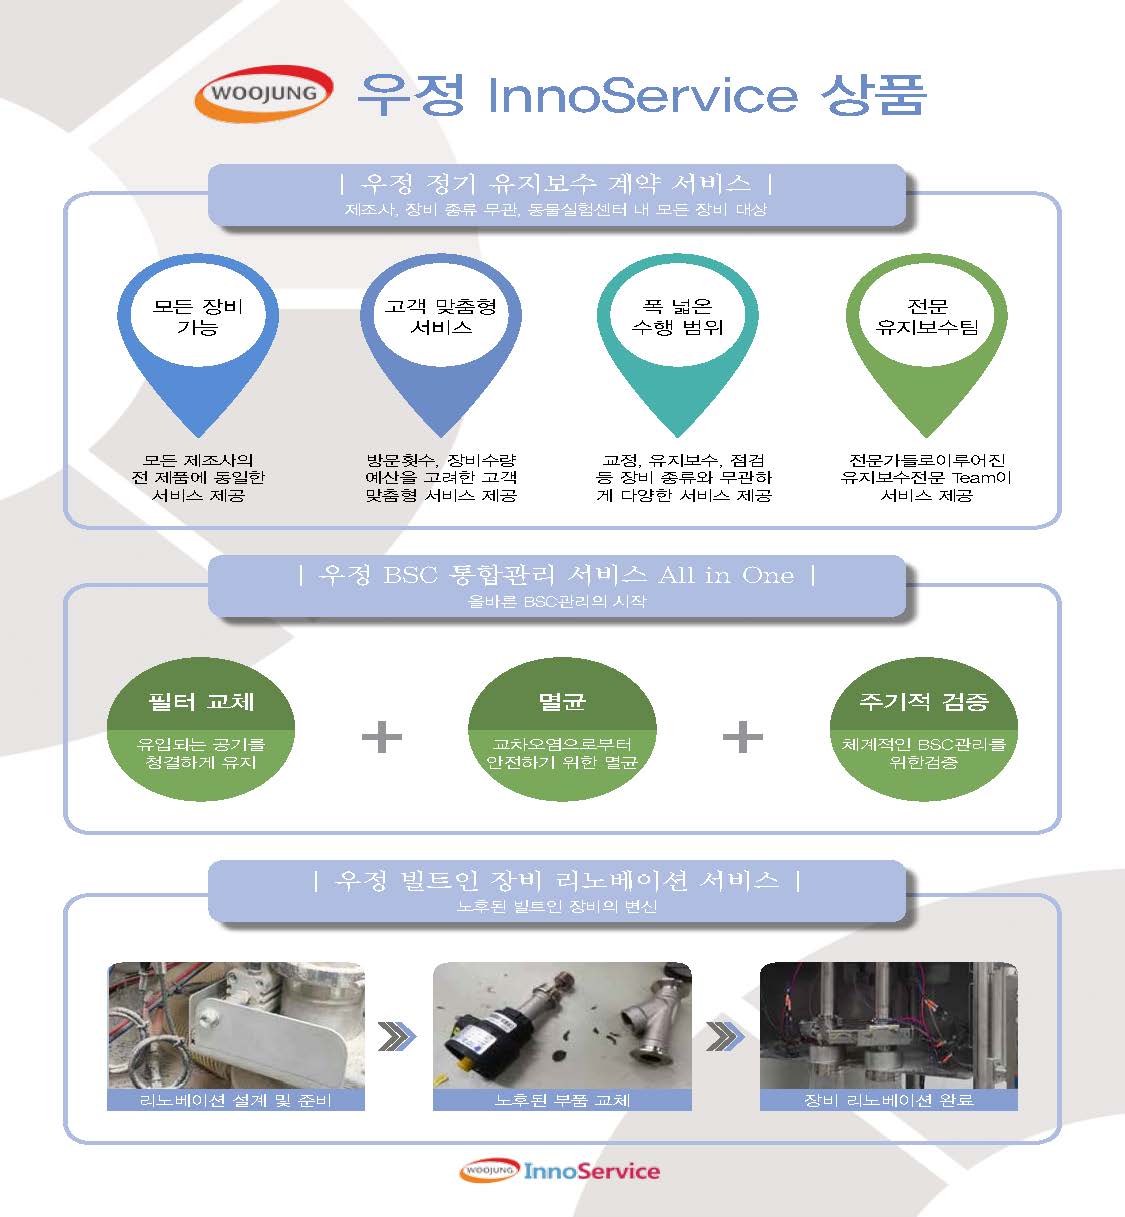 WOOJUNG 우정 InnoService 상품
| 우정 정기 유지보수 계약 서비스 |
제조사, 장비 종류 무관, 동물실험센터 내 모든 장비 대상
모든 장비
가능
고객 맞춤형
서비스
폭 넓은
수행 범위
전문
유지보수팀
모든 제조사의
전 제품에 동일한
서비스 제공
방문횟수, 장비수량
예산을 고려한 고객
맞춤형 서비스 제공
교정, 유지보수, 점검
등 장비 종류와 무관하
게 다양한 서비스 제공
전문가들로이루어진
유지보수전문 Team이
서비스 제공
| 우정 BSC 통합관리 서비스 All in One |
올바른 BSC관리의 시작
필터 교체
유입되는 공기를
청결하게 유지
+
멸균
교차오염으로부터
안전하기 위한 멸균
+
주기적 검증
체계적인 BSC관리를
위한검증
| 우정 빌트인 장비 리노베이션 서비스 |
노후된 빌트인 장비의 변신
리노베이션 설계 및 준비
노후된 부품 교체
장비 리노베이션 완료
WOOJUNG InnoService